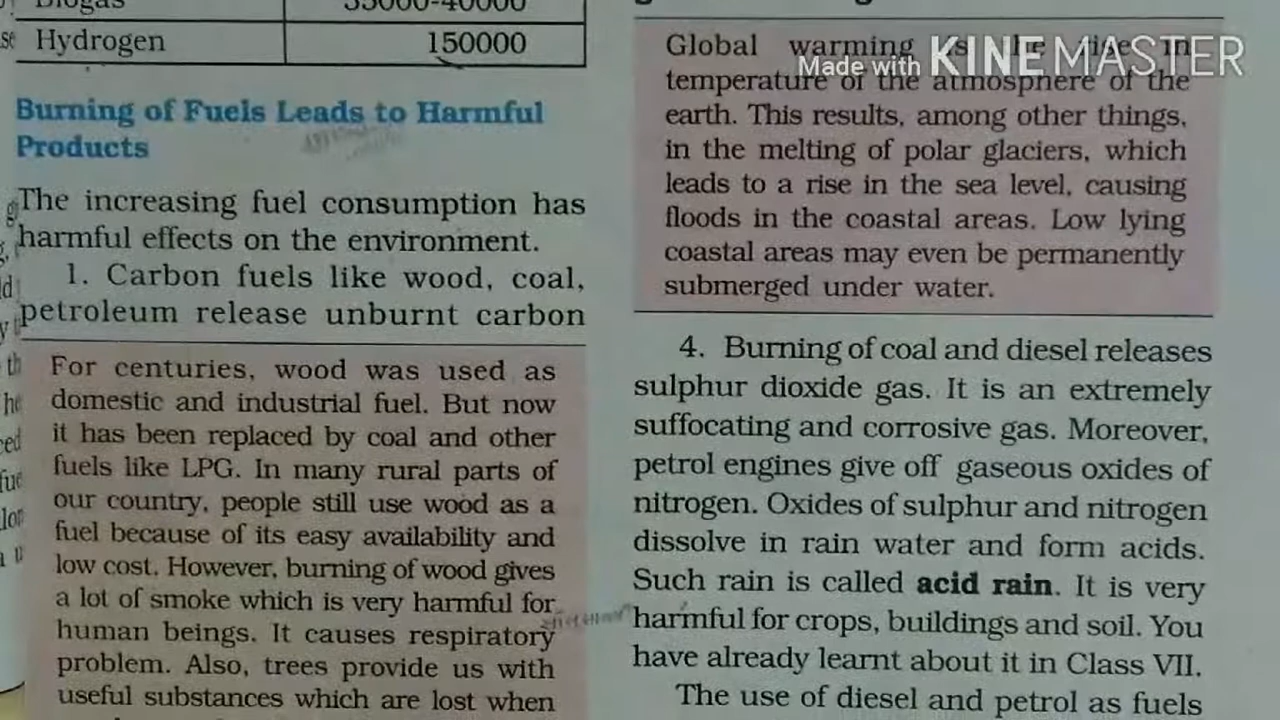 Biogas 35000-40000
Hydrogen 150000
Burning of Fuels Leads to Harmful
Products
The increasing fuel consumption has
harmful effects on the environment.
1. Carbon fuels like wood, coal,
petroleum release unburnt carbon
For centuries, wood was used as
domestic and industrial fuel. But now
it has been replaced by coal and other
fuels like LPG. In many rural parts of
our country, people still use wood as a
fuel because of its easy availability and
low cost. However, burning of wood gives
a lot of smoke which is very harmful for
human beings. It causes respiratory
problem. Also, trees provide us with
useful substances which are lost when
Global warming is the rise in
temperature of the atmosphere of the
earth. This results, among other things,
in the melting of polar glaciers, which
leads to a rise in the sea level, causing
floods in the coastal areas. Low lying
coastal areas may even be permanently
submerged under water.
4. Burning of coal and diesel releases
sulphur dioxide gas. It is an extremely
suffocating and corrosive gas. Moreover,
petrol engines give off gaseous oxides of
nitrogen. Oxides of sulphur and nitrogen
dissolve in rain water and form acids.
Such rain is called acid rain. It is very
harmful for crops, buildings and soil. You
have already learnt about it in Class VII.
The use of diesel and petrol as fuels
Made with KINEMASTER